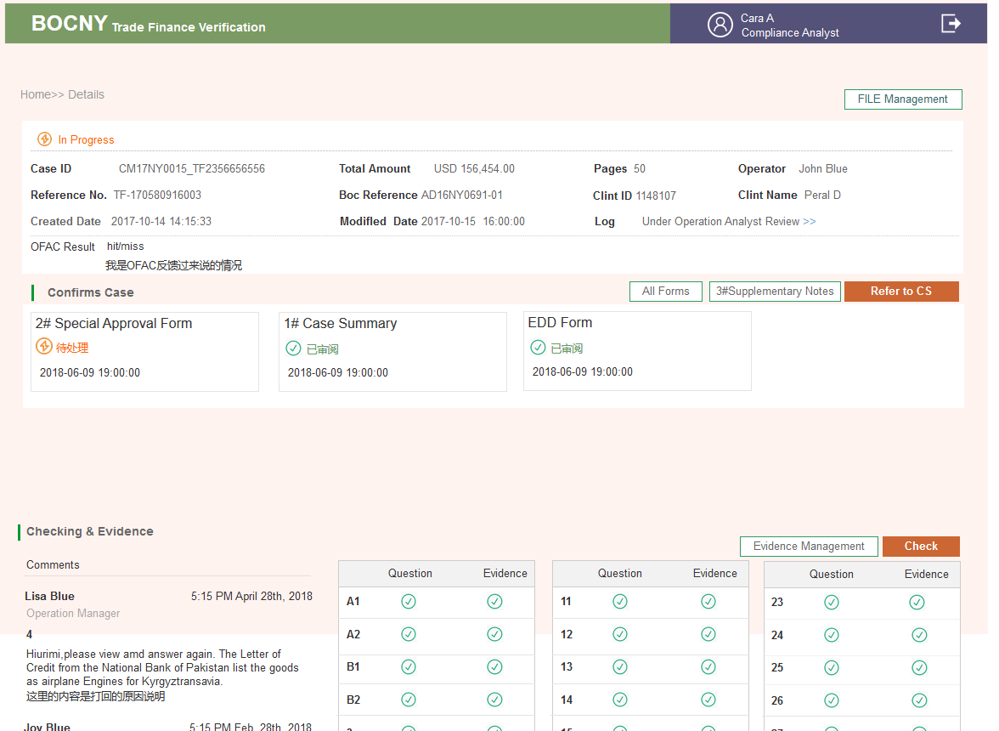 BOCNY Trade Finance Verification
Cara A
Compliance Analyst
Home>> Details
FILE Management
In Progress
Case ID CM17NY0015_TF2356656556 Total Amount USD 156,454.00 Pages 50 Operator John Blue
Reference No. TF-170580916003 Boc Reference AD16NY0691-01 Clint ID 1148107 Clint Name Peral D
Created Date 2017-10-14 14:15:33 Modifled Date 2017-10-15 16:00:00 Log Under Operation Analyst Review >>
OFAC Result hit/miss
我是OFAC反馈过来说的情况
Confirms Case All Forms 3#Supplementary Notes Refer to CS
2# Special Approval Form 1# Case Summary EDD Form
待处理 已审阅 已审阅
2018-06-09 19:00:00 2018-06-09 19:00:00 2018-06-09 19:00:00
Checking & Evidence
Evidence Management Check
Comments
Lisa Blue 5:15 PM April 28th, 2018
Operation Manager
4
Hiurimi,please view amd answer again. The Letter of
Credit from the National Bank of Pakistan list the goods
as airplane Engines for Kyrgyztransavia.
这里的内容是打回的原因说明
Joy Blue 5:15 PM Feb. 28th, 2018
Question Evidence Question Evidence Question Evidence
A1 11 23
A2 12 24
B1 13 25
B2 14 26